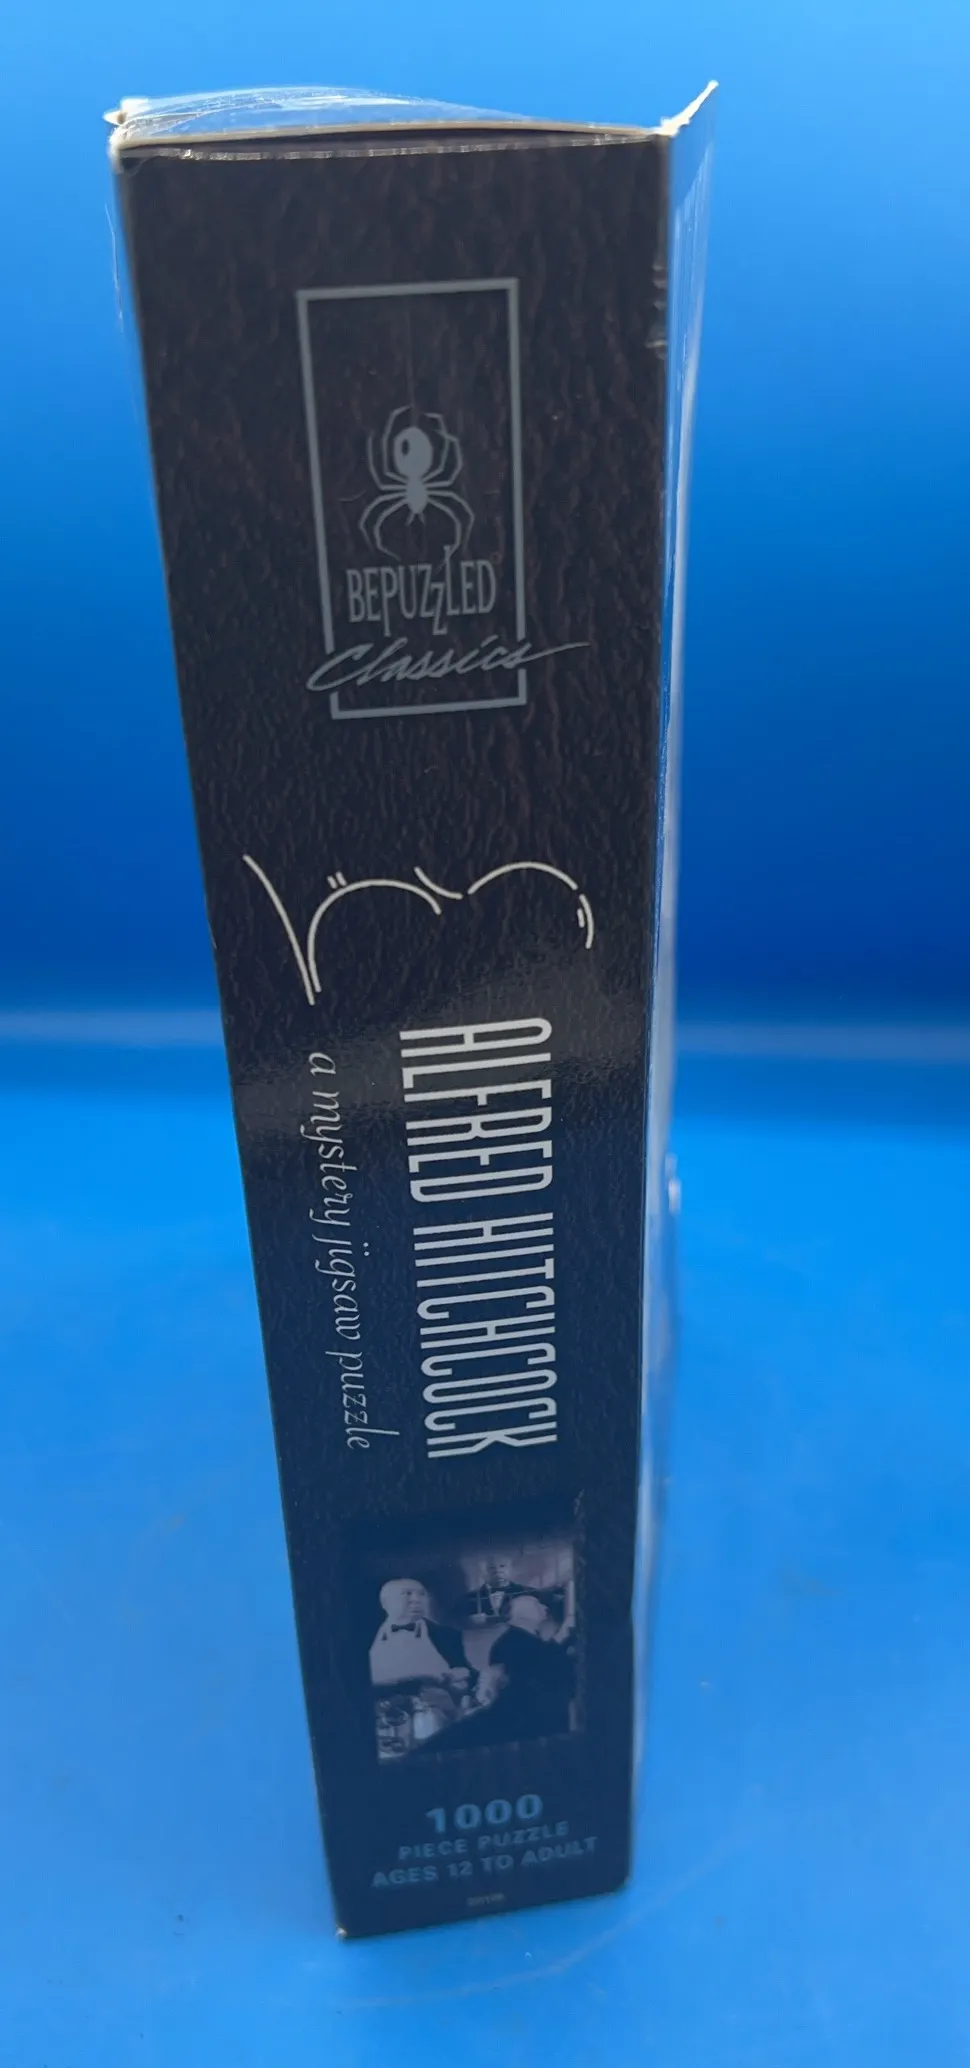 BEPUZZLED
Classics
ALFRED HITCHCOCK
a mystery jigsaw puzzle
1000
PIECE PUZZLE
AGES 12 TO ADULT